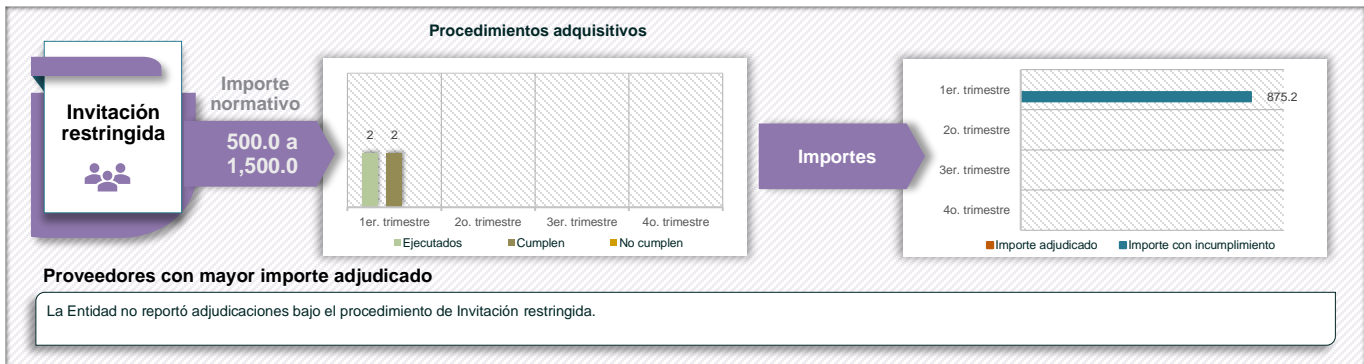 Procedimientos adquisitivos
Invitación
restringida
Importe
normativo
500.0 a
1,500.0
2 2
1er. trimestre 2o. trimestre 3er. trimestre 4o. trimestre
Ejecutados Cumplen No cumplen
Importes
1er. trimestre 875.2
2o. trimestre
3er. trimestre
4o. trimestre
Importe adjudicado Importe con incumplimiento
Proveedores con mayor importe adjudicado
La Entidad no reportó adjudicaciones bajo el procedimiento de Invitación restringida.